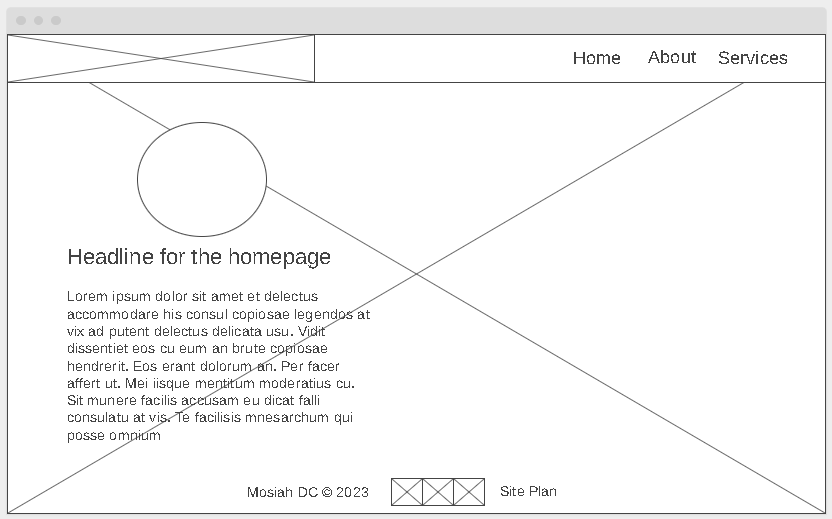 Home About Services
Headline for the homepage
Lorem ipsum dolor sit amet et delectus
accommodare his consul copiosae legendos at
vix ad putent delectus delicata usu. Vidit
dissentiet eos cu eum an brute copiosae
hendrerit. Eos erant dolorum an. Per facer
affert ut. Mei iisque mentitum moderatius cu.
Sit munere facilis accusam eu dicat falli
consulatu at vis. Te facilisis mnesarchum qui
posse omnium
Mosiah DC © 2023 Site Plan